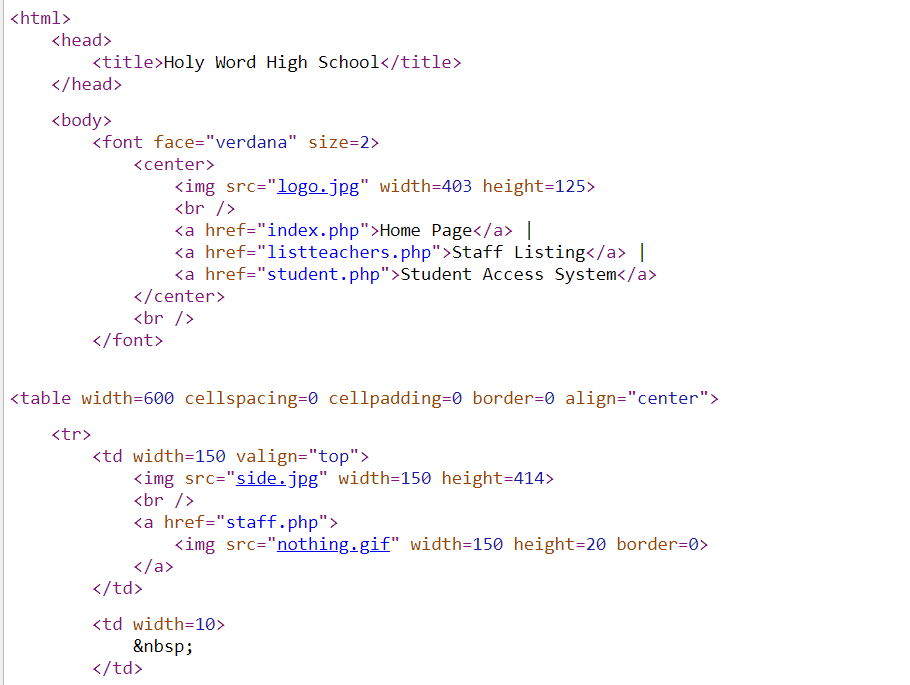 <html>
<head>
<title>Holy Word High School</title>
</head>
<body>
<font face="verdana" size=2>
<center>
<img src="logo.jpg" width=403 height=125>
<br />
<a href="index.php">Home Page</a> |
<a href="listteachers.php">Staff Listing</a> |
<a href="student.php">Student Access System</a>
</center>
<br />
</font>
<table width=600 cellspacing=0 cellpadding=0 border=0 align="center">
<tr>
<td width=150 valign="top">
<img src="side.jpg" width=150 height=414>
<br />
<a href="staff.php">
<img src="nothing.gif" width=150 height=20 border=0>
</a>
</td>
<td width=10>
&nbsp;
</td>